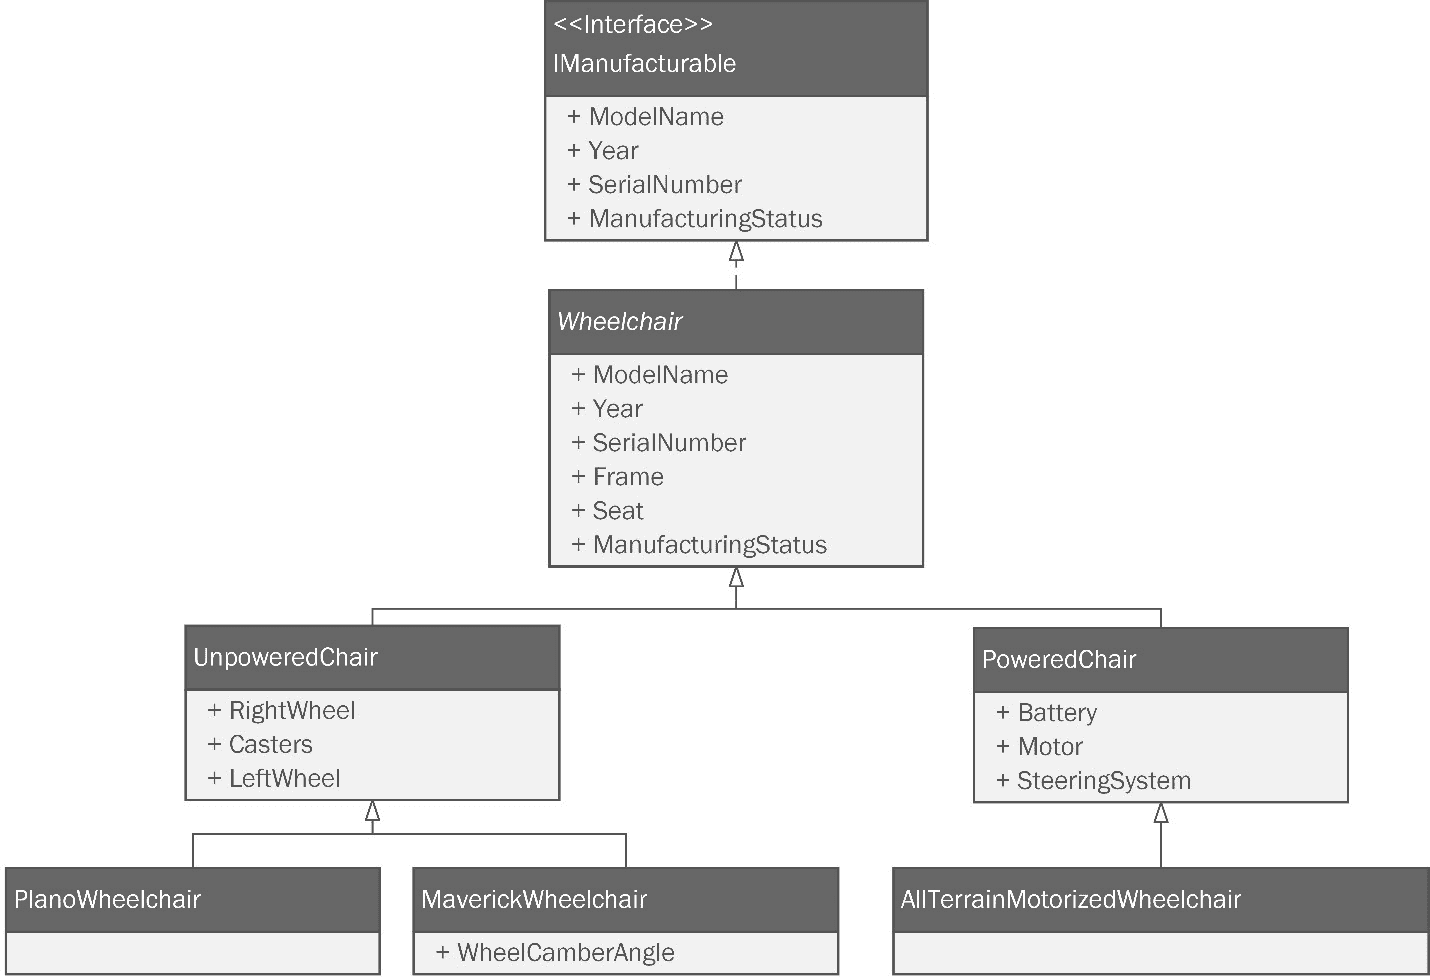 <<Interface>>
IManufacturable
+ ModelName
+ Year
+ SerialNumber
+ ManufacturingStatus
Wheelchair
+ ModelName
+ Year
+ SerialNumber
+ Frame
+ Seat
+ ManufacturingStatus
UnpoweredChair
+ RightWheel
+ Casters
+ LeftWheel
PoweredChair
+ Battery
+ Motor
+ SteeringSystem
PlanoWheelchair
MaverickWheelchair
+ WheelCamberAngle
AllTerrainMotorizedWheelchair